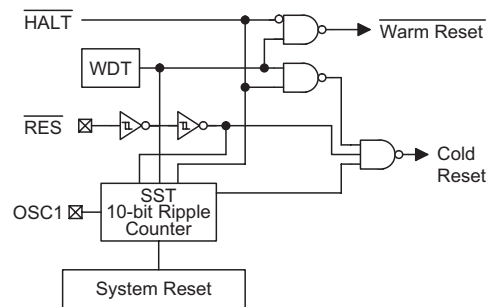 HALT
Warm Reset
WDT
RES
Cold
Reset
SST
10-bit Ripple
Counter
OSC1
System Reset